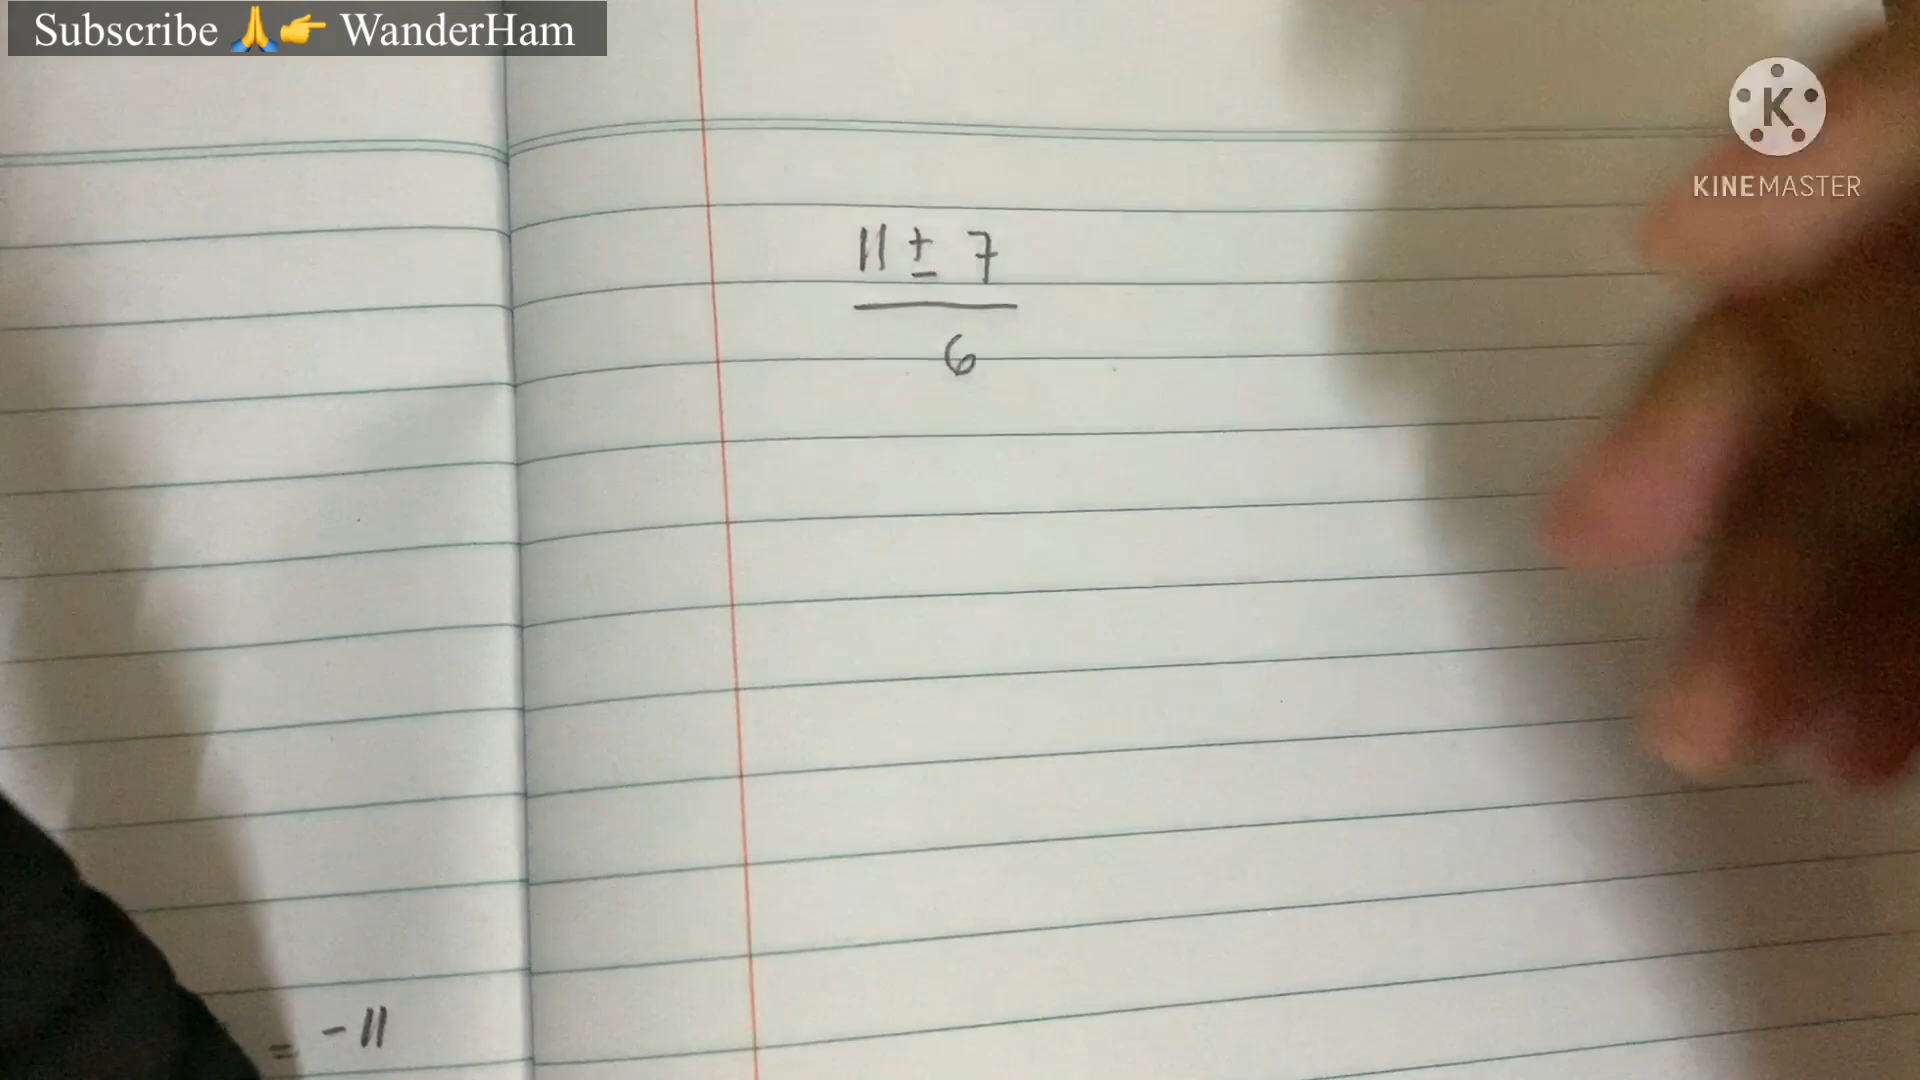 Subscribe 🙏👉 WanderHam
KINEMASTER
11 ± 7
6
= -11